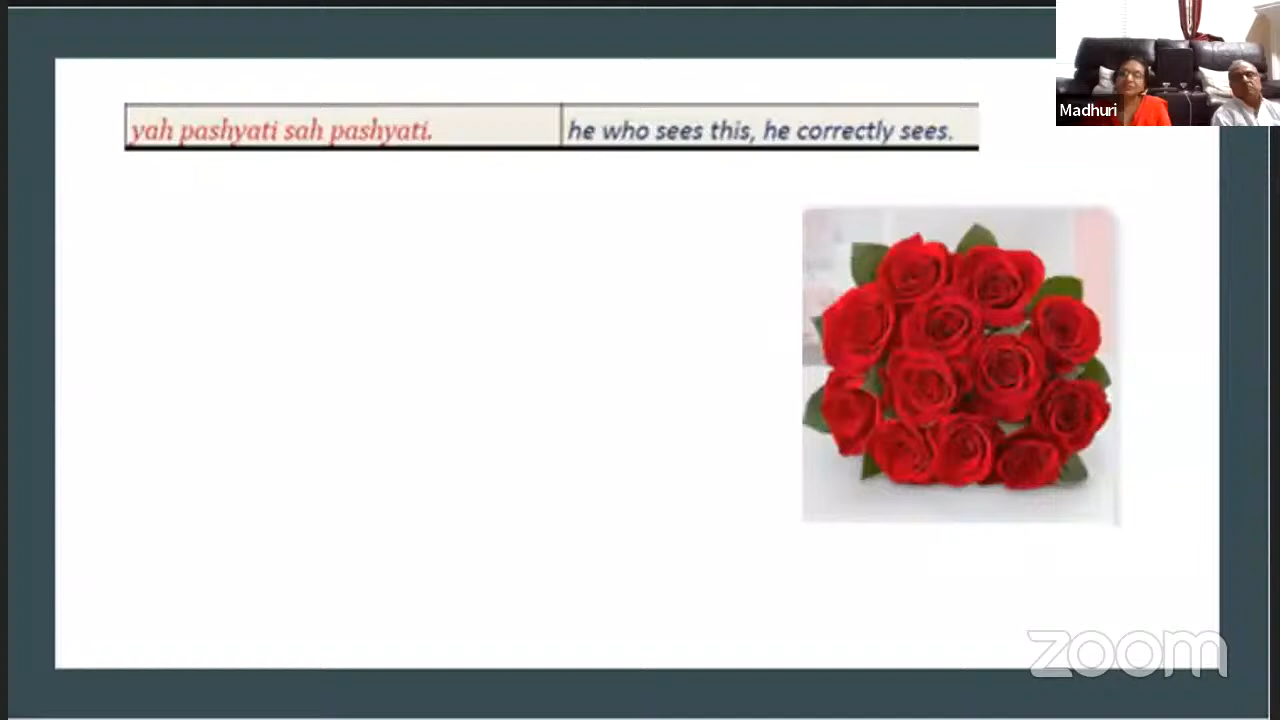 yah pashyati sah pashyati. he who sees this, he correctly sees.
Madhuri
zoom